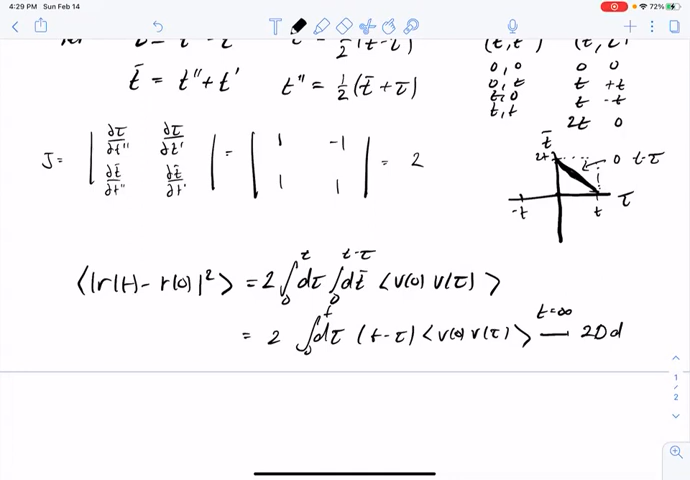 4:29 PM Sun Feb 14
72%
τ = t'' - t' t' = 1/2 (t̄ - τ) (t'', t') (t̄, τ)
t̄ = t'' + t' t'' = 1/2 (t̄ + τ)
0, 0 0 0
0, t t +t
t, 0 t -t
t, t 2t 0
J = | ∂τ/∂t'' ∂τ/∂t' ; ∂t̄/∂t'' ∂t̄/∂t' | = | 1 -1 ; 1 1 | = 2
t̄
2t 0 t-τ
-t t τ
⟨|r(t) - r(0)|²⟩ = 2 ∫₀ᵗ dτ ∫₀^(t-τ) dt̄ ⟨v(0) v(τ)⟩
= 2 ∫₀ᵗ dτ (t-τ) ⟨v(0) v(τ)⟩ t=∞ — 2Dd
1
2